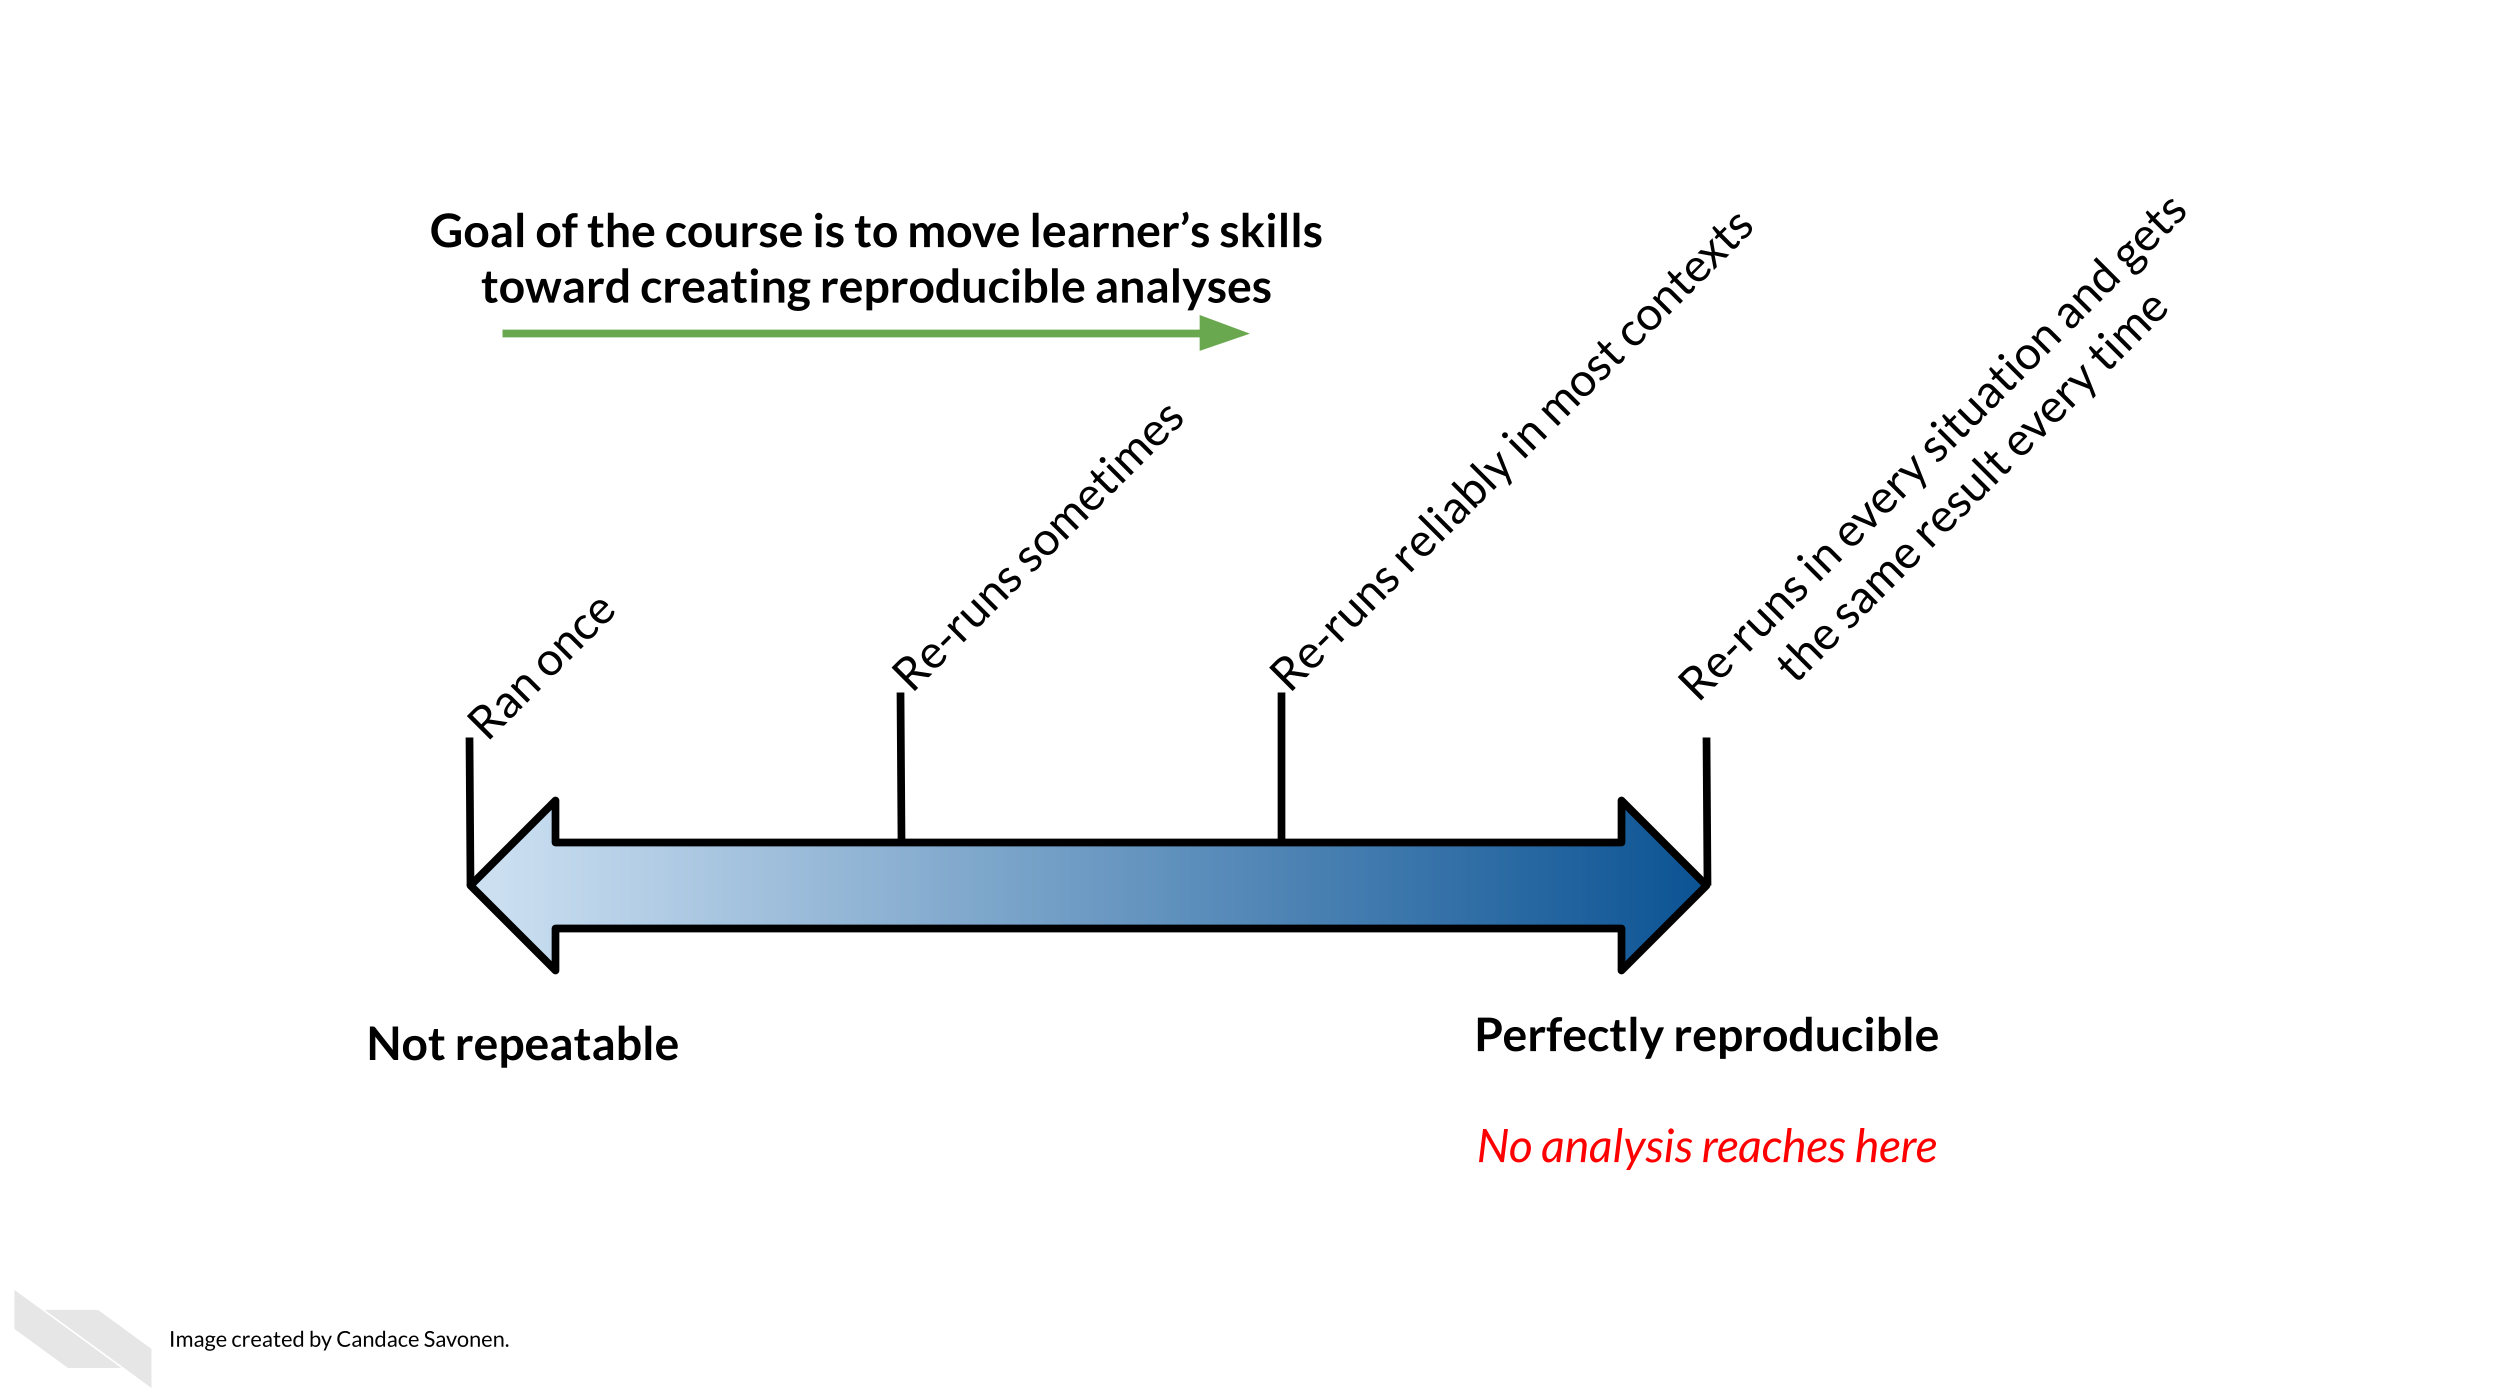 Goal of the course is to move learner's skills
toward creating reproducible analyses
Ran once
Re-runs sometimes
Re-runs reliably in most contexts
Re-runs in every situation and gets
the same result every time
Not repeatable
Perfectly reproducible
No analysis reaches here
Image created by Candace Savonen.